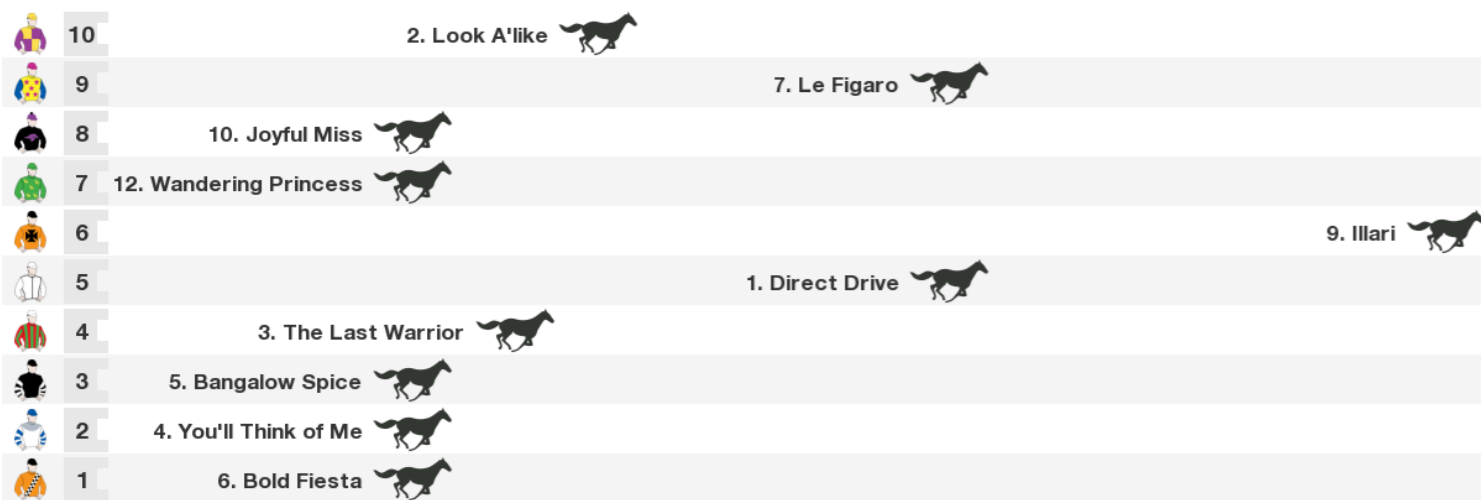 10 2. Look A'like
9 7. Le Figaro
8 10. Joyful Miss
7 12. Wandering Princess
6 9. Illari
5 1. Direct Drive
4 3. The Last Warrior
3 5. Bangalow Spice
2 4. You'll Think of Me
1 6. Bold Fiesta